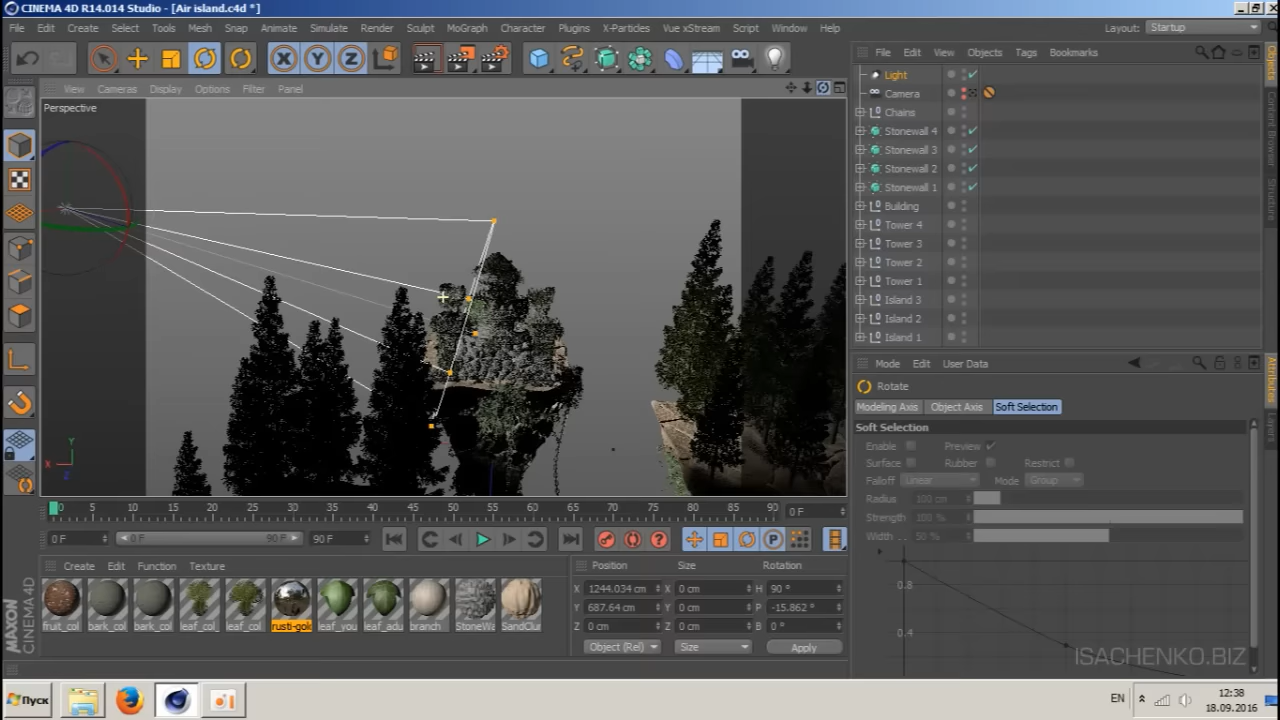 CINEMA 4D R14.014 Studio - [Air island.c4d *]
File Edit Create Select Tools Mesh Snap Animate Simulate Render Sculpt MoGraph Character Plugins X-Particles Vue xStream Script Window Help Layout: Startup
X Y Z
File Edit View Objects Tags Bookmarks
View Cameras Display Options Filter Panel
Perspective
Light
Camera
Chains
Stonewall 4
Stonewall 3
Stonewall 2
Stonewall 1
Building
Tower 4
Tower 3
Tower 2
Tower 1
Island 3
Island 2
Island 1
Objects
Content Browser
Structure
Y
X
Z
Mode Edit User Data
Rotate
Modeling Axis Object Axis Soft Selection
Soft Selection
Enable Preview
Surface Rubber Restrict
Falloff Linear Mode Group
Radius 100 cm
Strength 100 %
Width . . 50 %
0.8
0.4
Attributes
Layers
0 5 10 15 20 25 30 35 40 45 50 55 60 65 70 75 80 85 90 0 F
0 F 0 F 90 F 90 F
P
Create Edit Function Texture
fruit_col bark_col bark_col leaf_col_ leaf_col rusti-gold leaf_you leaf_adu branch StoneWa SandClu
Position Size Rotation
X 1244.034 cm X 0 cm H 90 °
Y 687.64 cm Y 0 cm P -15.862 °
Z 0 cm Z 0 cm B 0 °
Object (Rel) Size Apply
MAXON
CINEMA 4D
ISACHENKO.BIZ
Пуск
EN
12:38
18.09.2016